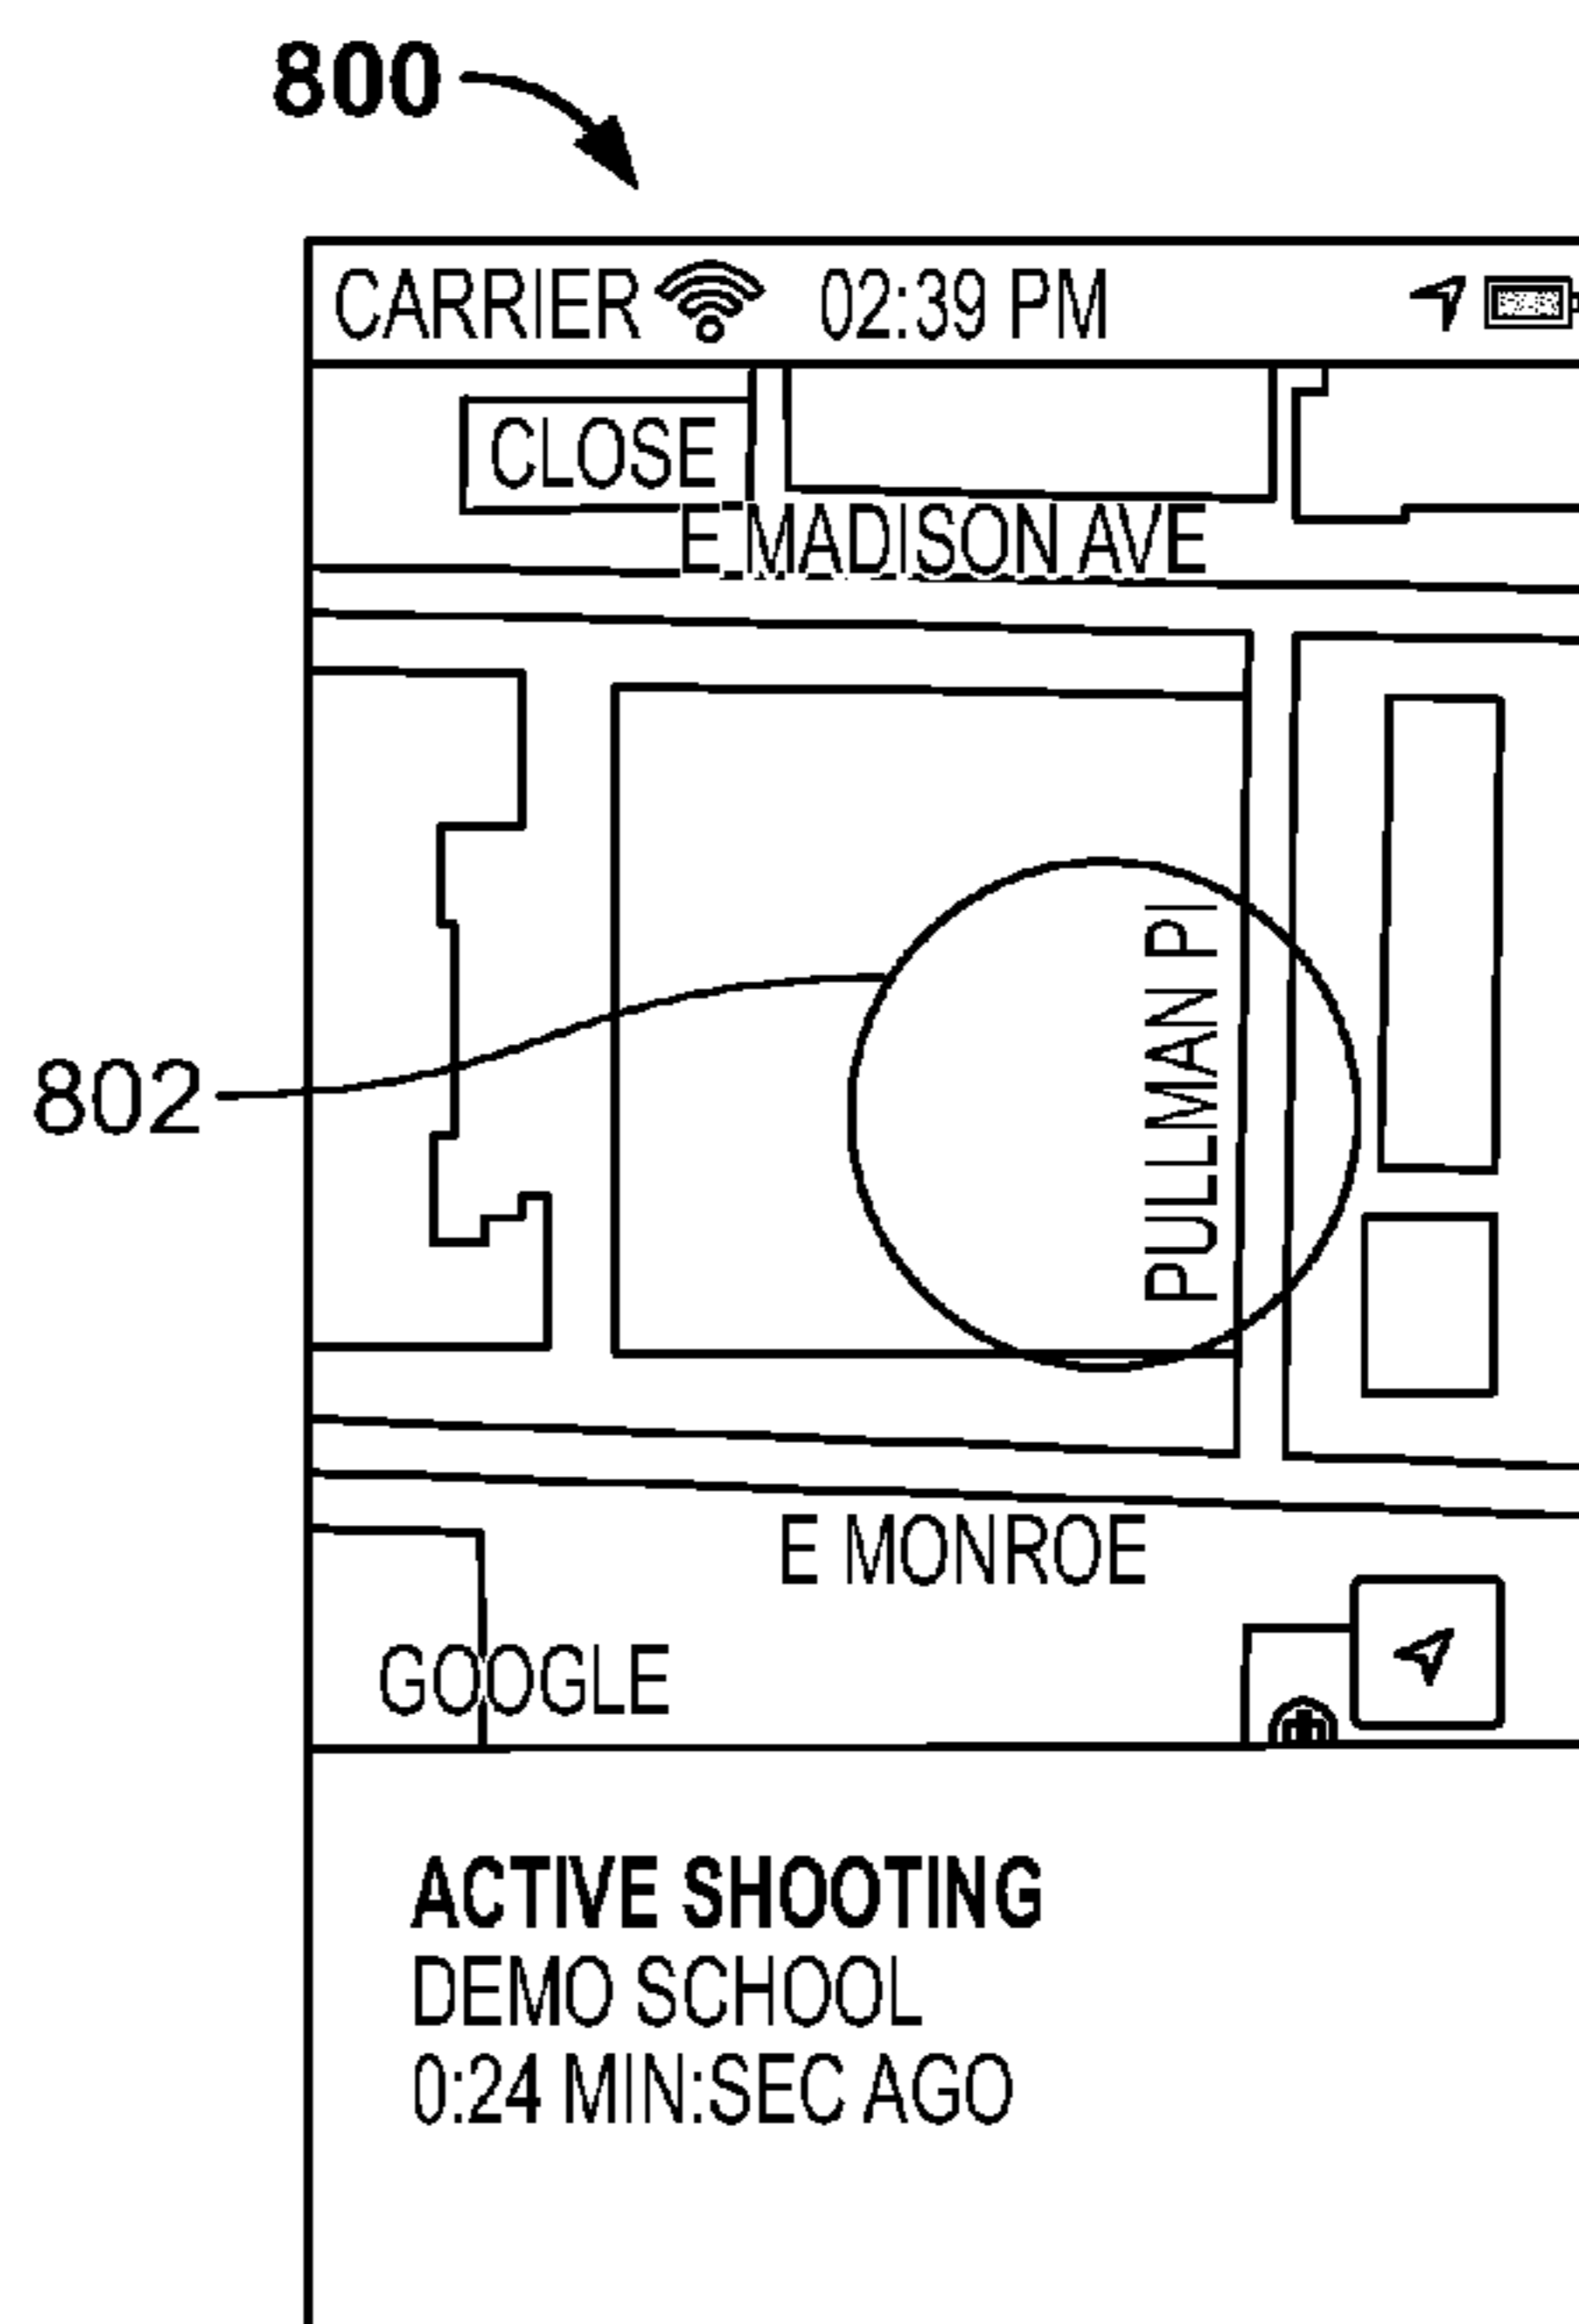 800
CARRIER 02:39 PM
CLOSE
E MADISON AVE
PULLMAN Pl
802
E MONROE
GOOGLE
ACTIVE SHOOTING
DEMO SCHOOL
0:24 MIN:SEC AGO